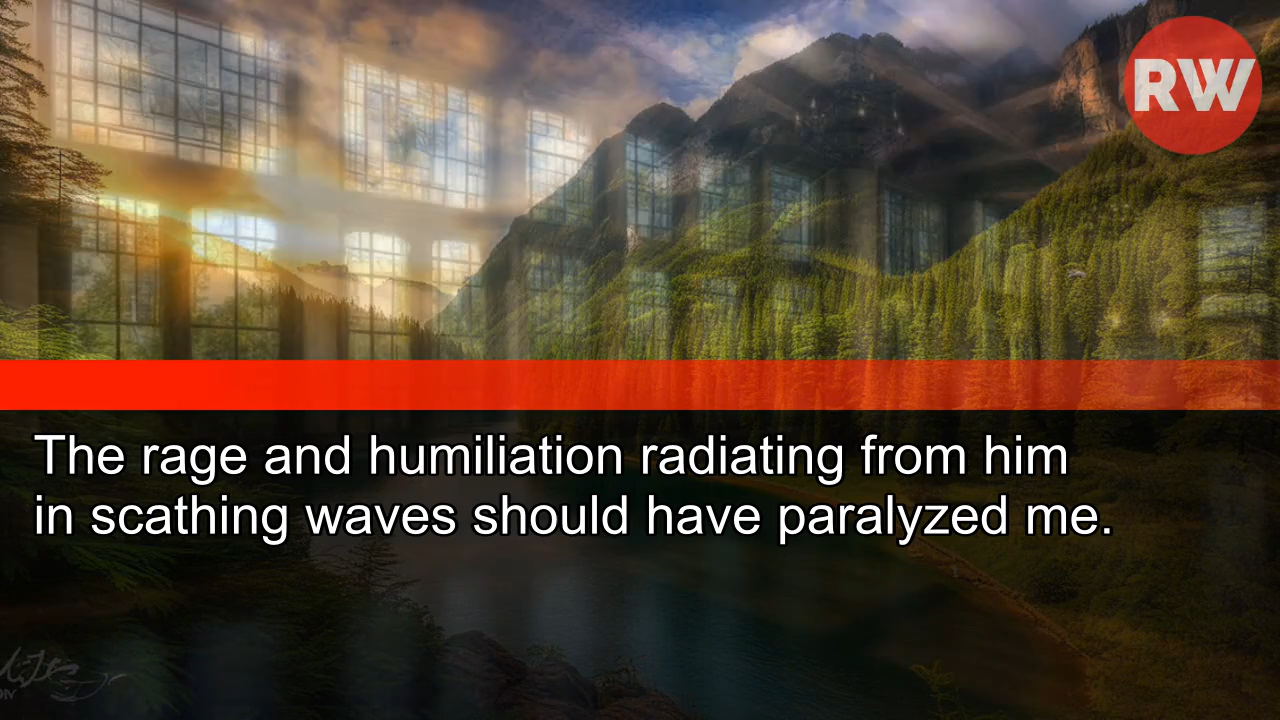 RW
The rage and humiliation radiating from him
in scathing waves should have paralyzed me.